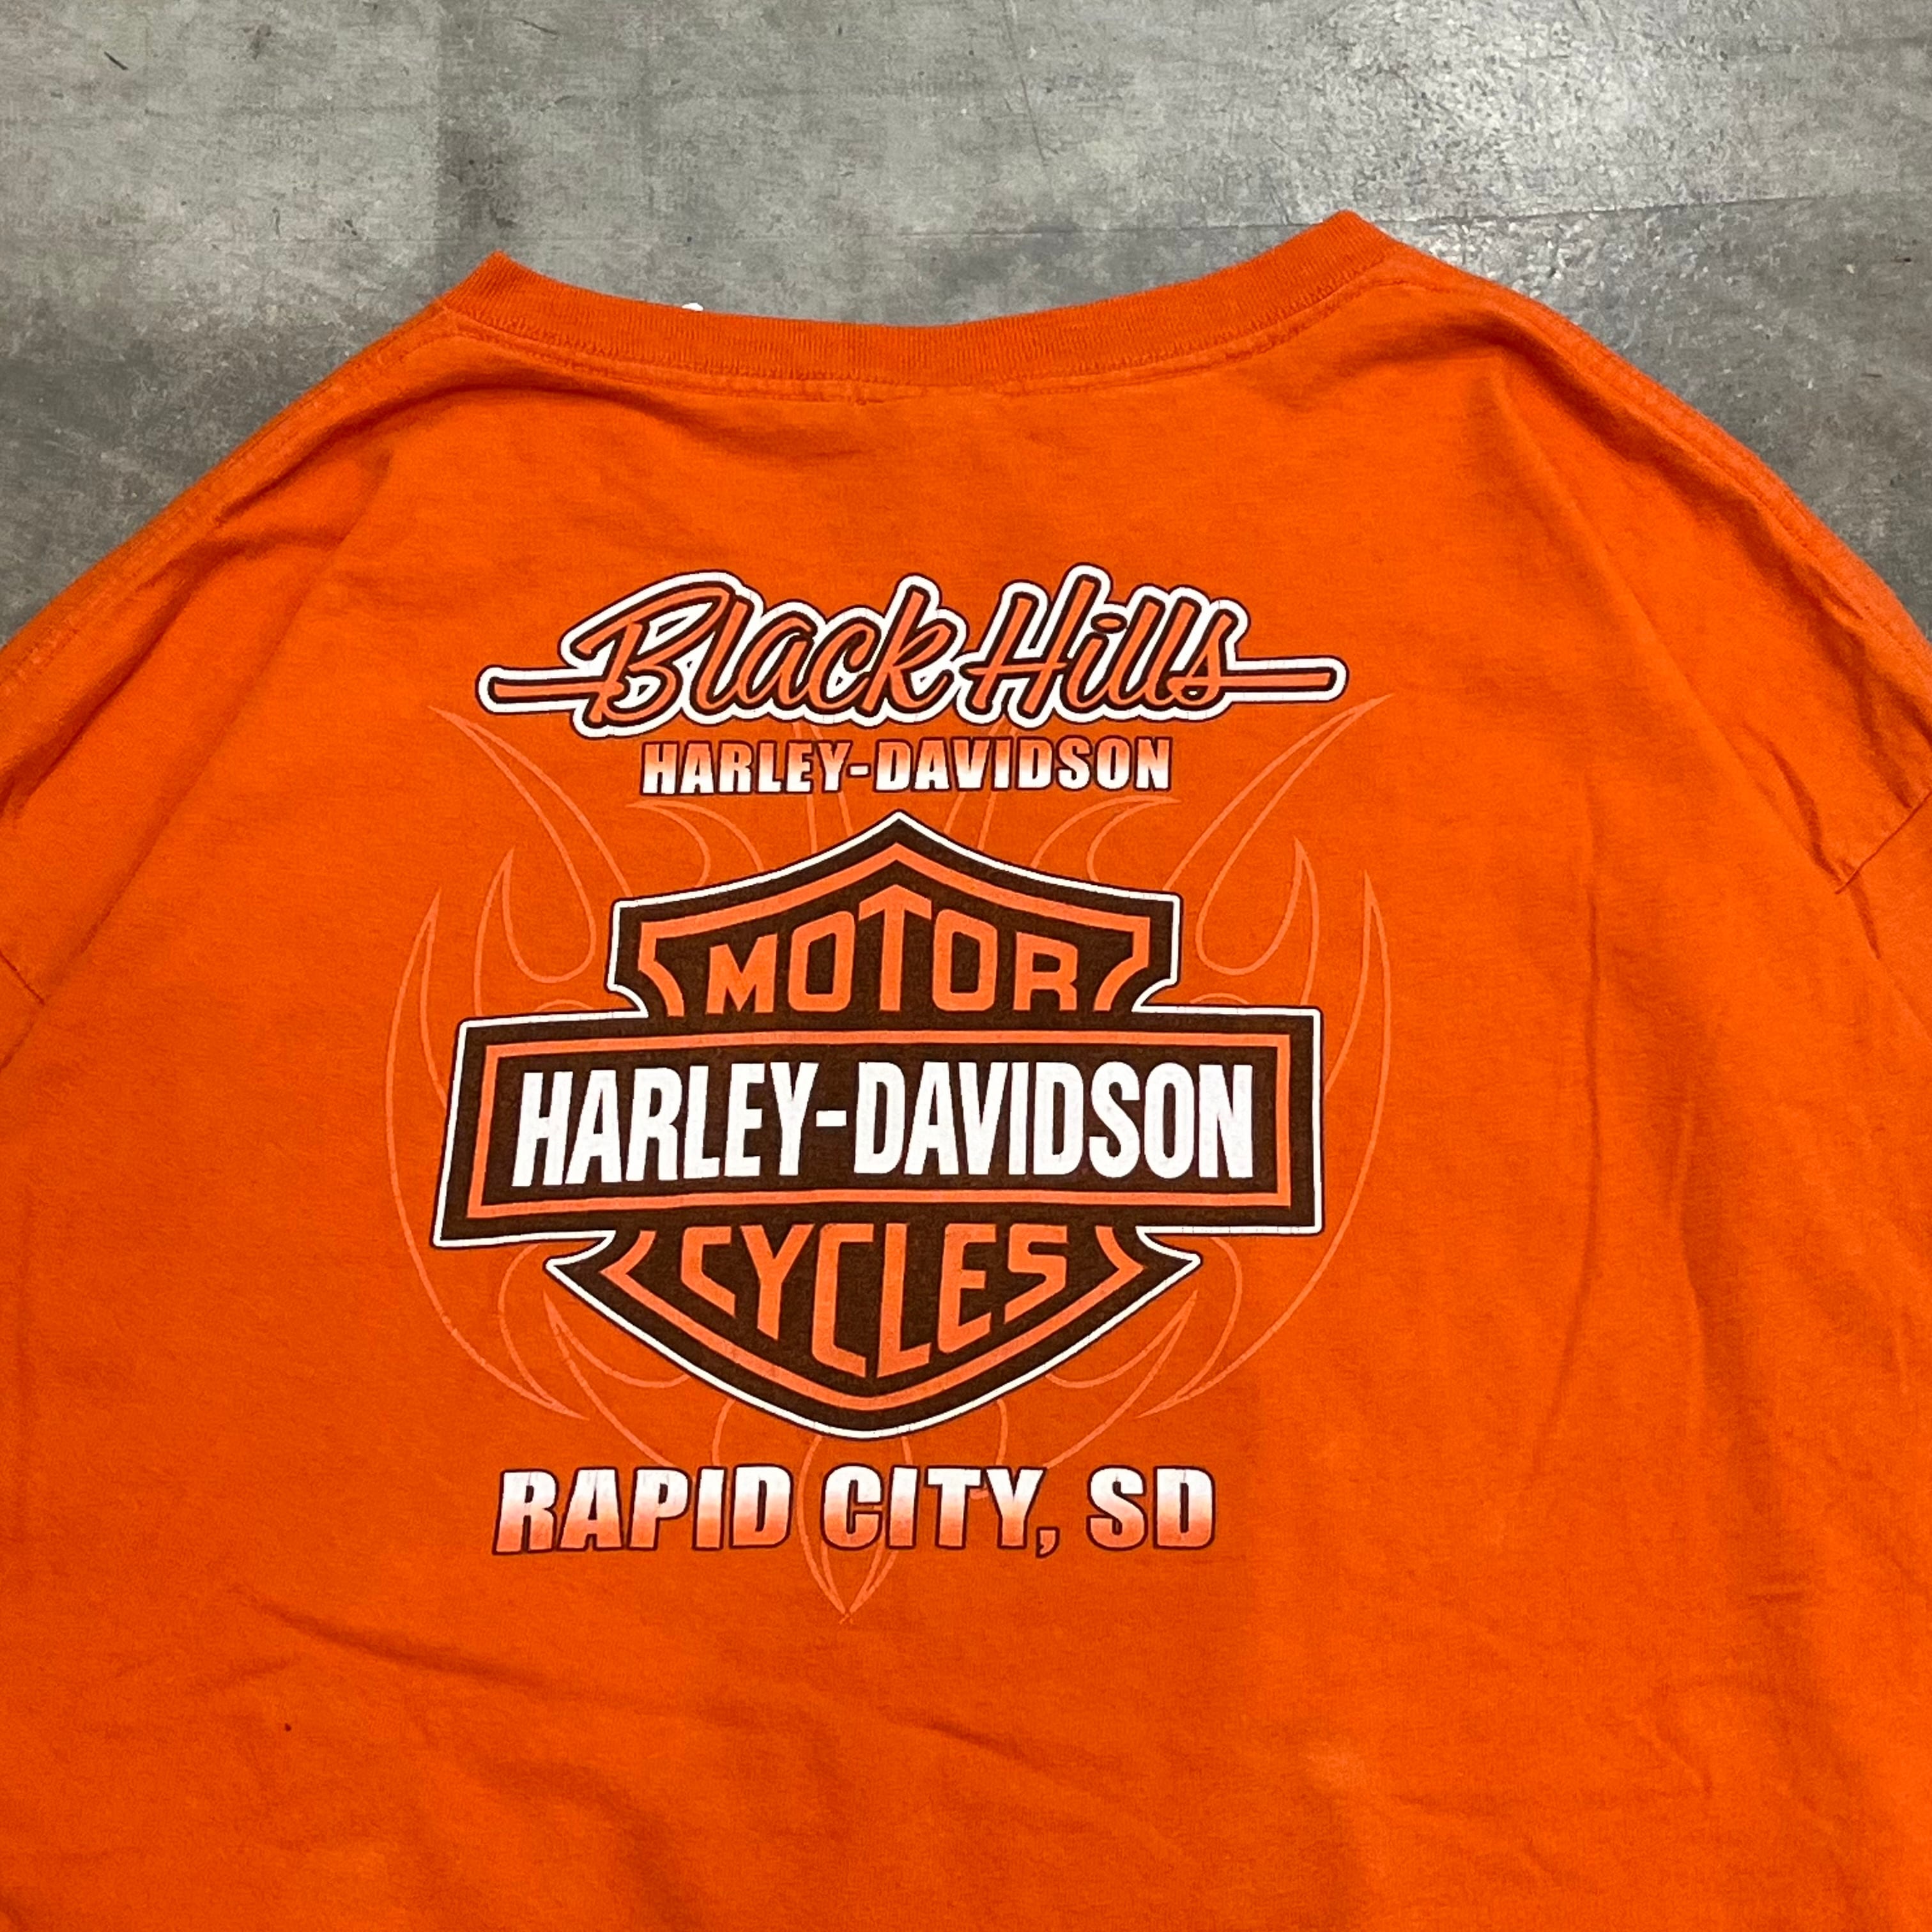 Black Hills
HARLEY-DAVIDSON
MOTOR
HARLEY-DAVIDSON
CYCLES
RAPID CITY, SD